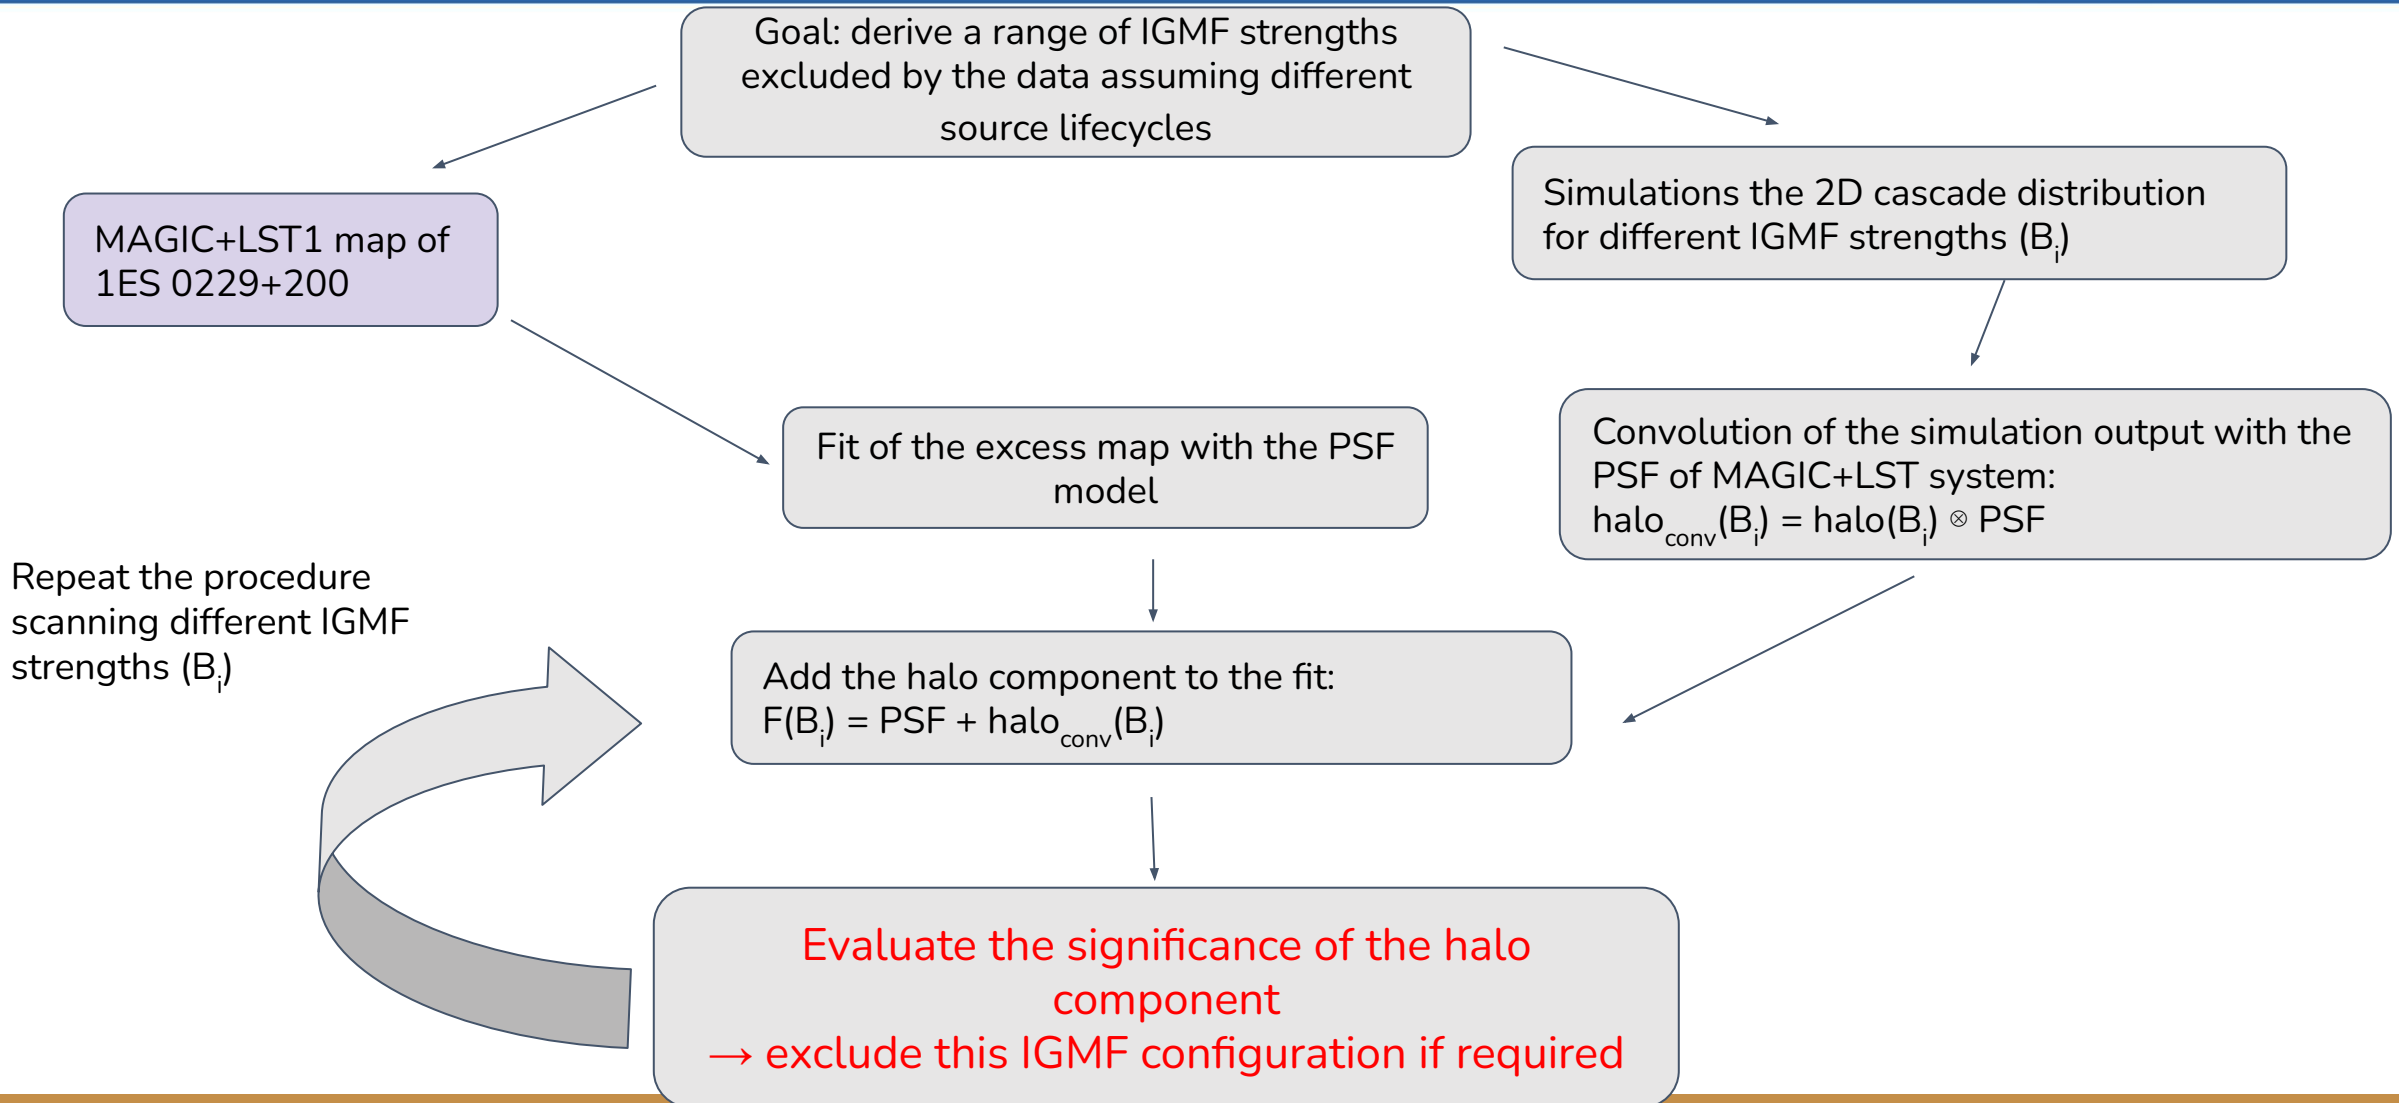 Goal: derive a range of IGMF strengths
excluded by the data assuming different
source lifecycles
MAGIC+LST1 map of
1ES 0229+200
Simulations the 2D cascade distribution
for different IGMF strengths (Bᵢ)
Fit of the excess map with the PSF
model
Convolution of the simulation output with the
PSF of MAGIC+LST system:
halo_conv(Bᵢ) = halo(Bᵢ) ⊗ PSF
Repeat the procedure
scanning different IGMF
strengths (Bᵢ)
Add the halo component to the fit:
F(Bᵢ) = PSF + halo_conv(Bᵢ)
Evaluate the significance of the halo
component
→ exclude this IGMF configuration if required